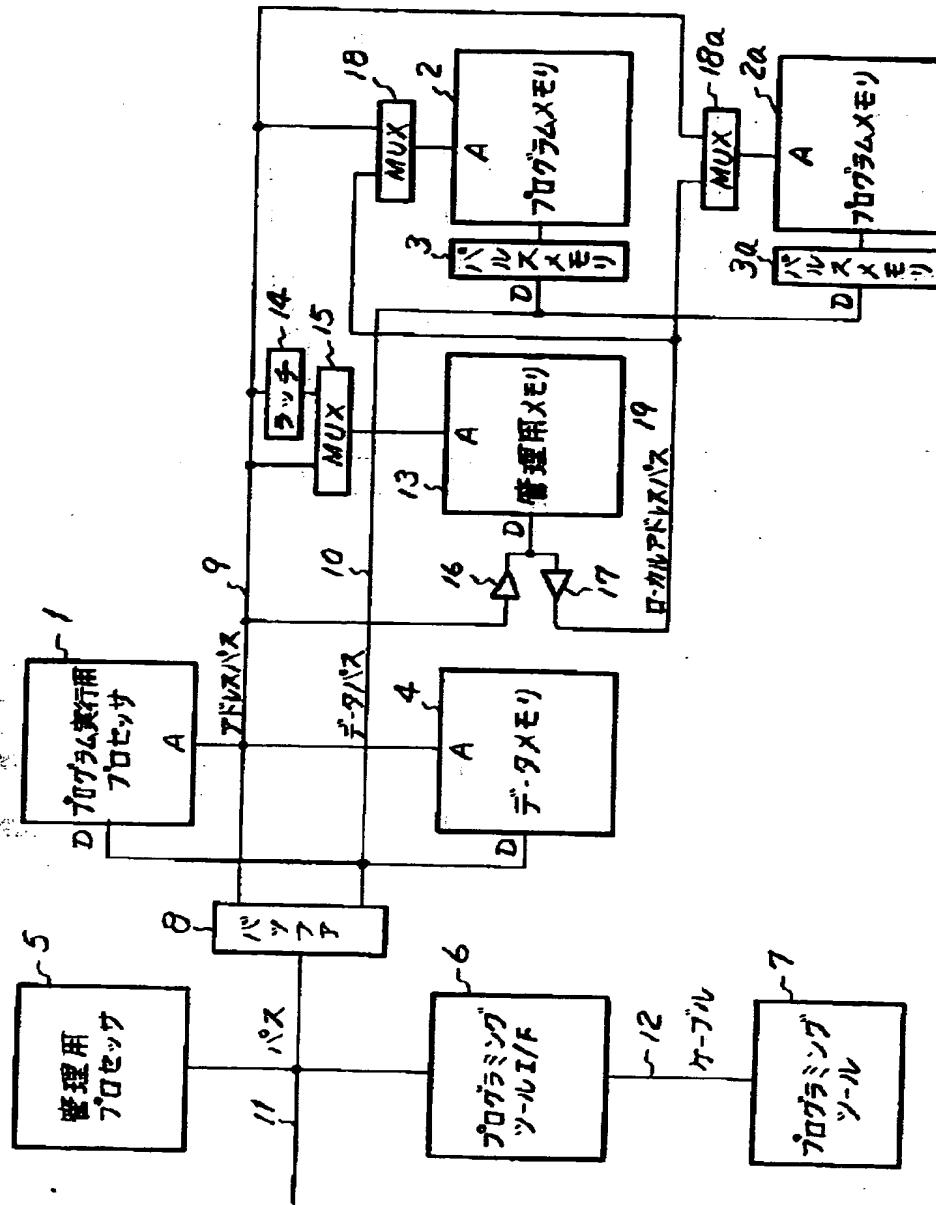 5
管理用
プロセッサ
11
バス
6
プログラミング
ツールI/F
12
ケーブル
7
プログラミング
ツール
8
バッファ
1
D
プログラム実行用
プロセッサ
A
9
アドレスバス
10
データバス
4
A
データメモリ
D
14
ラッチ
15
MUX
13
A
管理用メモリ
D
16
17
ローカルアドレスバス
19
18
MUX
2
A
プログラムメモリ
3
パルスメモリ
D
18a
MUX
2a
A
プログラムメモリ
3a
パルスメモリ
D